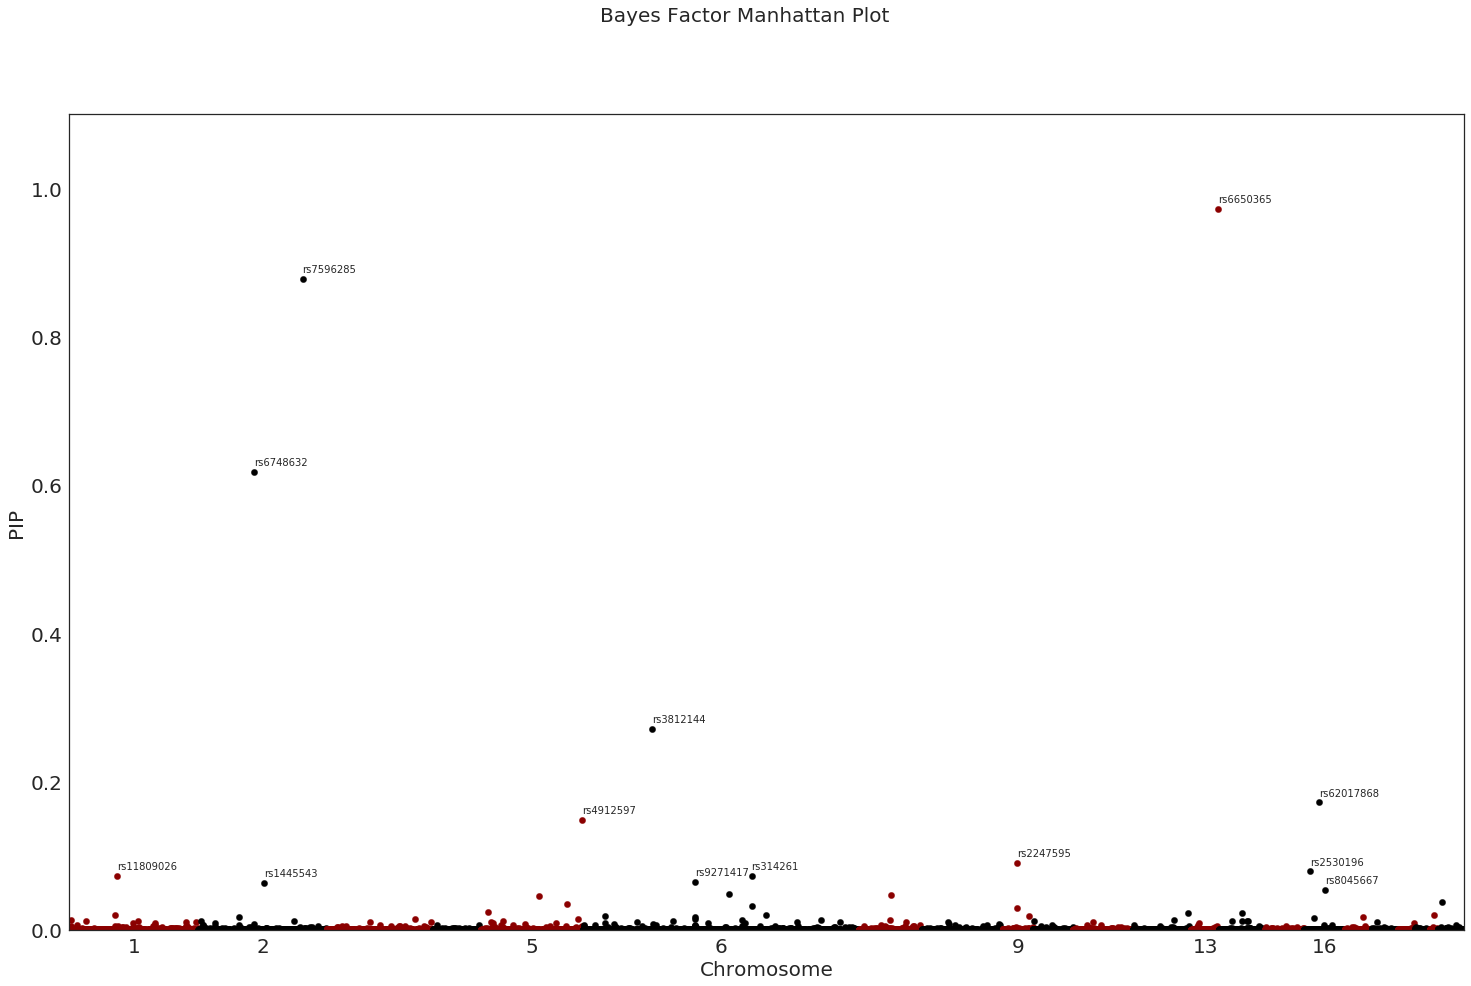 Bayes Factor Manhattan Plot
1.0
rs6650365
rs7596285
0.8
rs6748632
0.6
PIP
0.4
rs3812144
0.2
rs62017868
rs4912597
rs2247595
rs11809026
rs1445543
rs9271417
rs314261
rs2530196
rs8045667
0.0
1 2 5 6 9 13 16
Chromosome